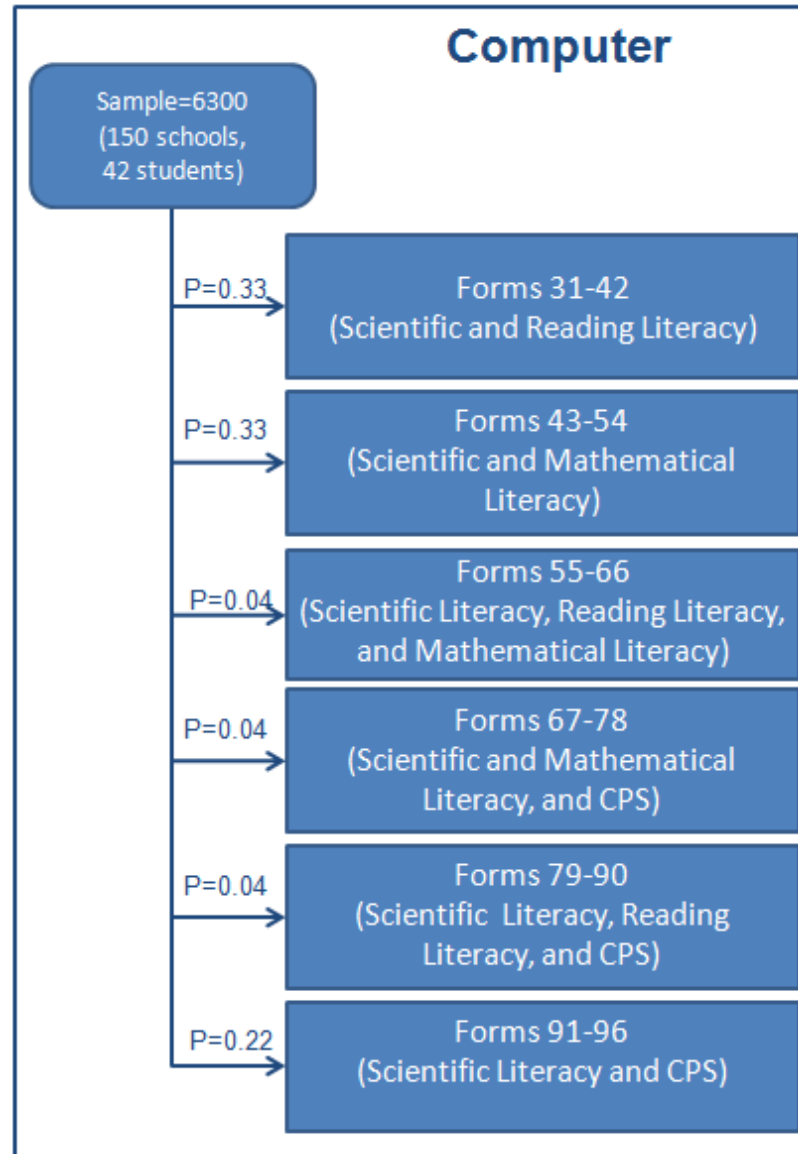 Computer
Sample=6300
(150 schools,
42 students)
P=0.33
Forms 31-42
(Scientific and Reading Literacy)
P=0.33
Forms 43-54
(Scientific and Mathematical
Literacy)
P=0.04
Forms 55-66
(Scientific Literacy, Reading Literacy,
and Mathematical Literacy)
P=0.04
Forms 67-78
(Scientific and Mathematical
Literacy, and CPS)
P=0.04
Forms 79-90
(Scientific Literacy, Reading
Literacy, and CPS)
P=0.22
Forms 91-96
(Scientific Literacy and CPS)